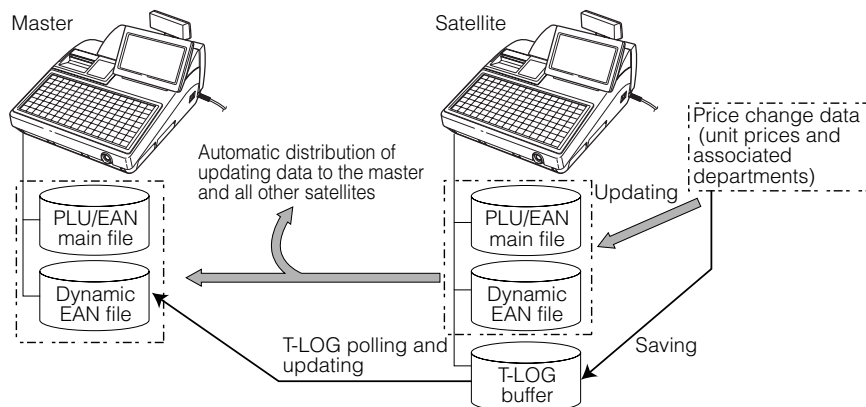 Master
Satellite
Price change data
(unit prices and
associated
departments)
Automatic distribution of
updating data to the master
and all other satellites
Updating
PLU/EAN
main file
PLU/EAN
main file
Dynamic
EAN file
Dynamic
EAN file
T-LOG polling and
updating
Saving
T-LOG
buffer